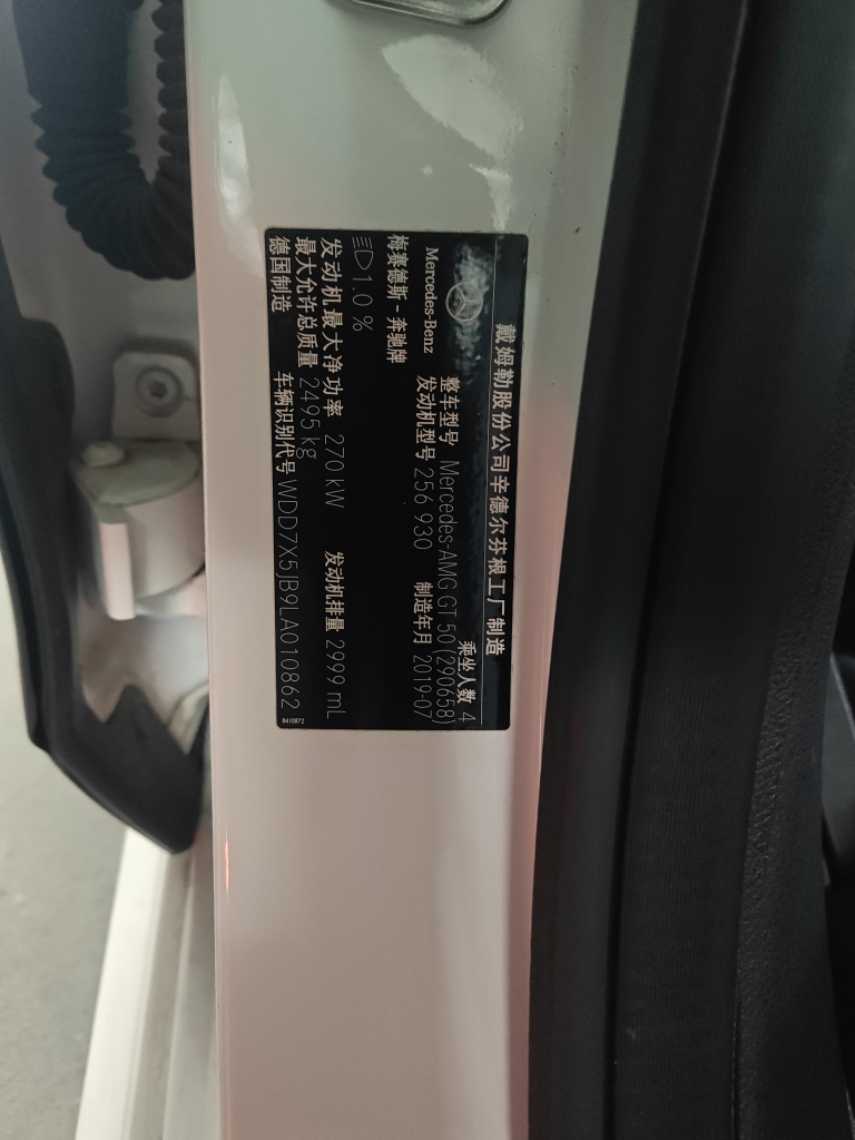 戴姆勒股份公司辛德尔芬根工厂制造
Mercedes-Benz
梅赛德斯-奔驰牌
乘坐人数 4
整车型号 Mercedes-AMG GT 50 (290658)
发动机型号 256 930 制造年月 2019-07
1.0 %
发动机最大净功率 270 kW 发动机排量 2999 mL
最大允许总质量 2495 kg
德国制造 车辆识别代号 WDD7X5JB9LA010862